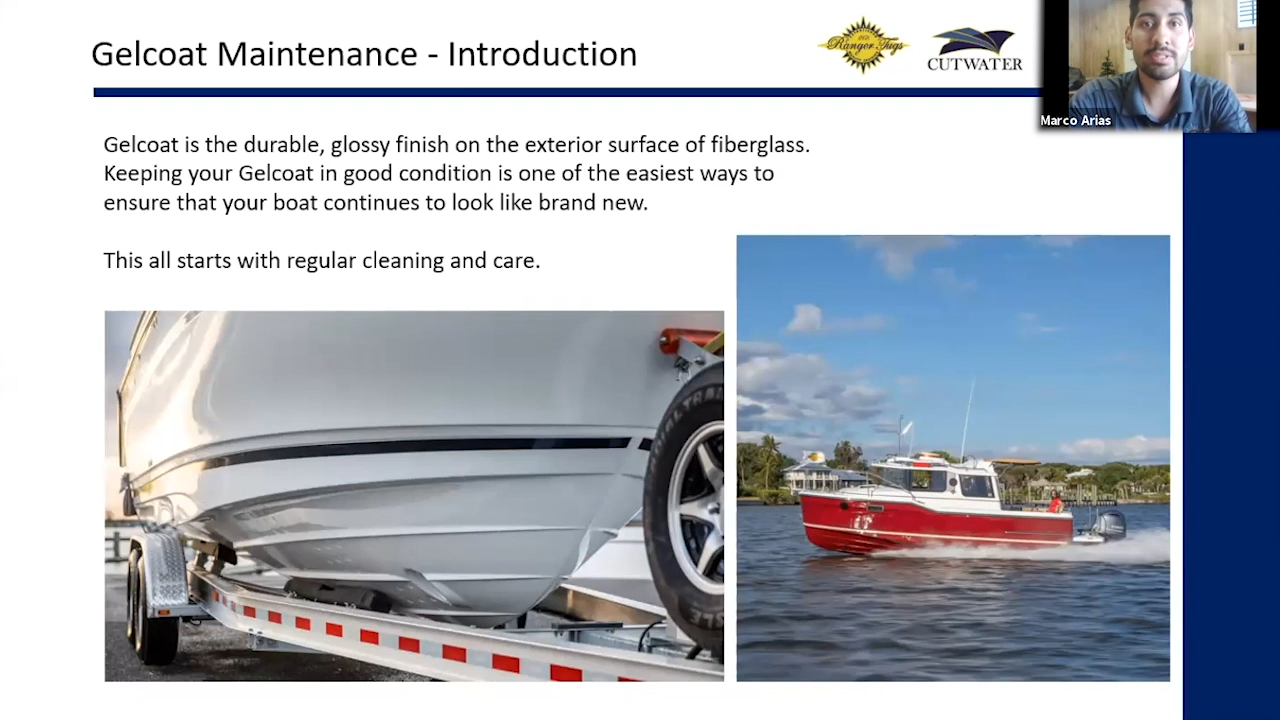 Gelcoat Maintenance - Introduction
Ranger Tugs
CUTWATER
Marco Arias
Gelcoat is the durable, glossy finish on the exterior surface of fiberglass.
Keeping your Gelcoat in good condition is one of the easiest ways to
ensure that your boat continues to look like brand new.
This all starts with regular cleaning and care.